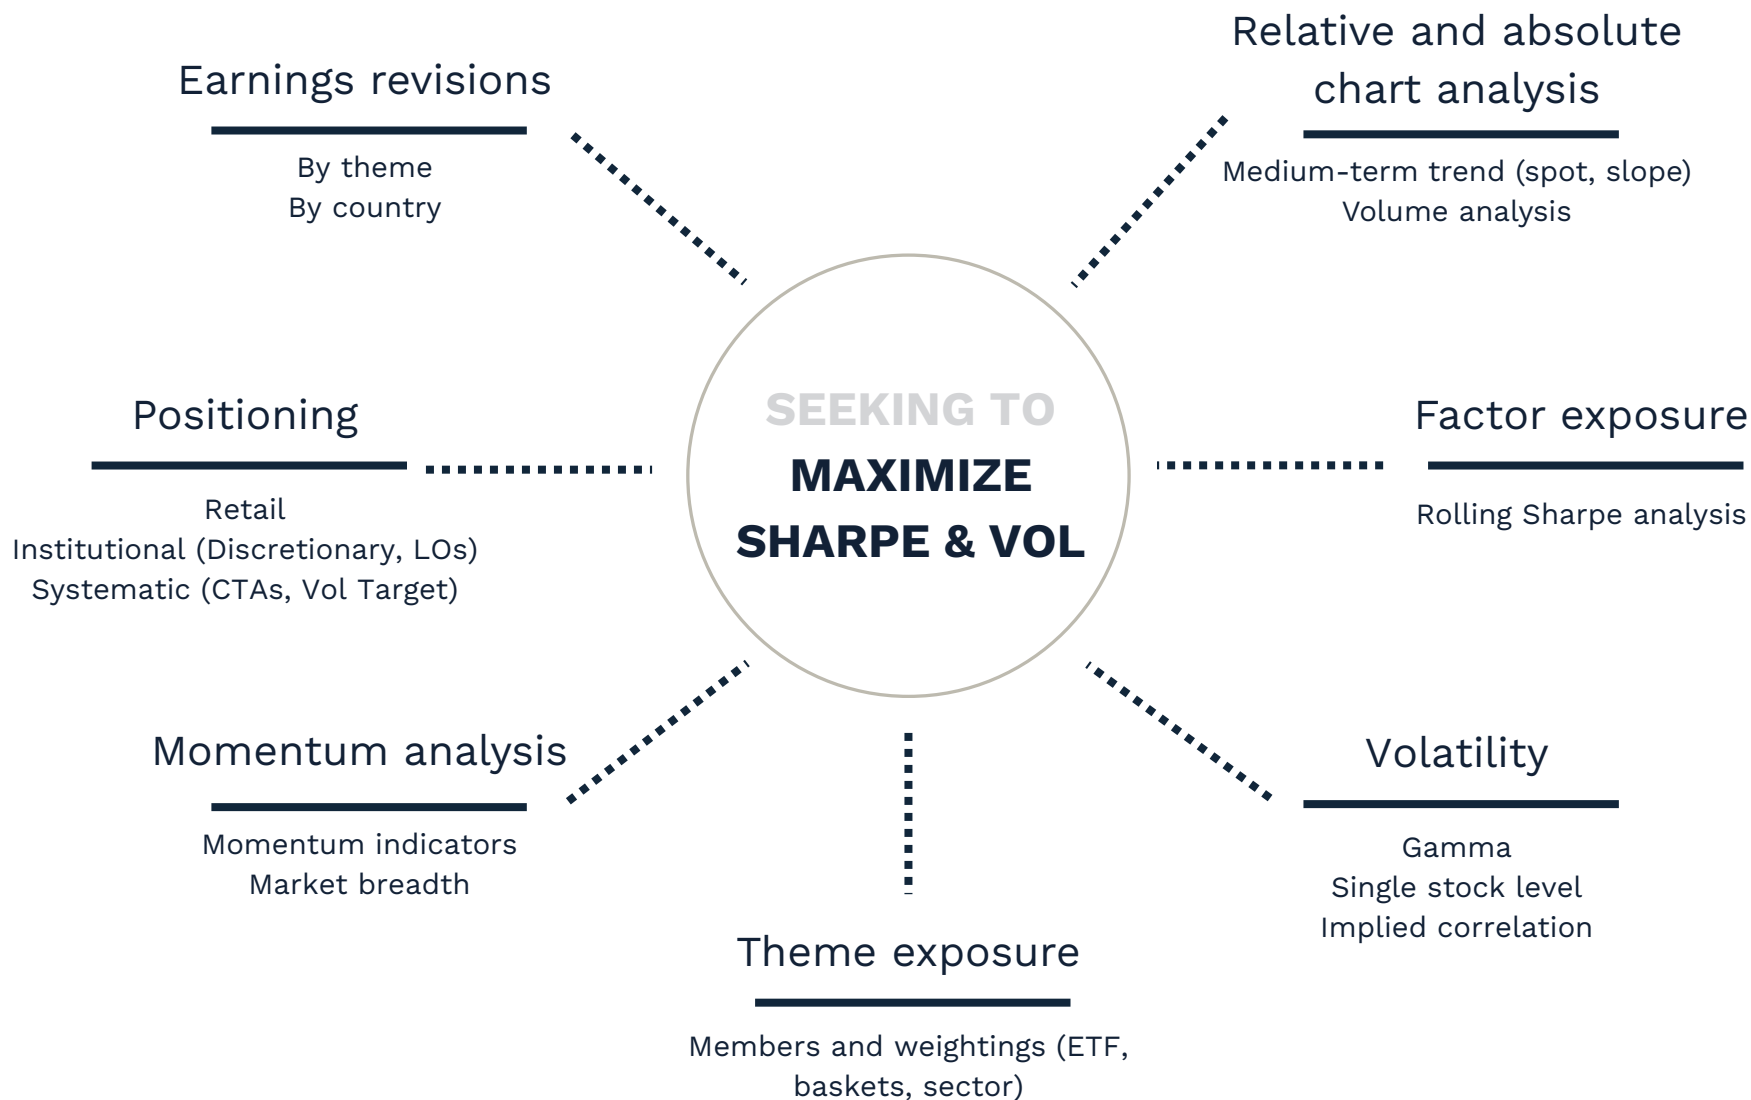 Relative and absolute
chart analysis
Medium-term trend (spot, slope)
Volume analysis
Earnings revisions
By theme
By country
SEEKING TO
MAXIMIZE
SHARPE & VOL
Positioning
Retail
Institutional (Discretionary, LOs)
Systematic (CTAs, Vol Target)
Factor exposure
Rolling Sharpe analysis
Momentum analysis
Momentum indicators
Market breadth
Volatility
Gamma
Single stock level
Implied correlation
Theme exposure
Members and weightings (ETF,
baskets, sector)